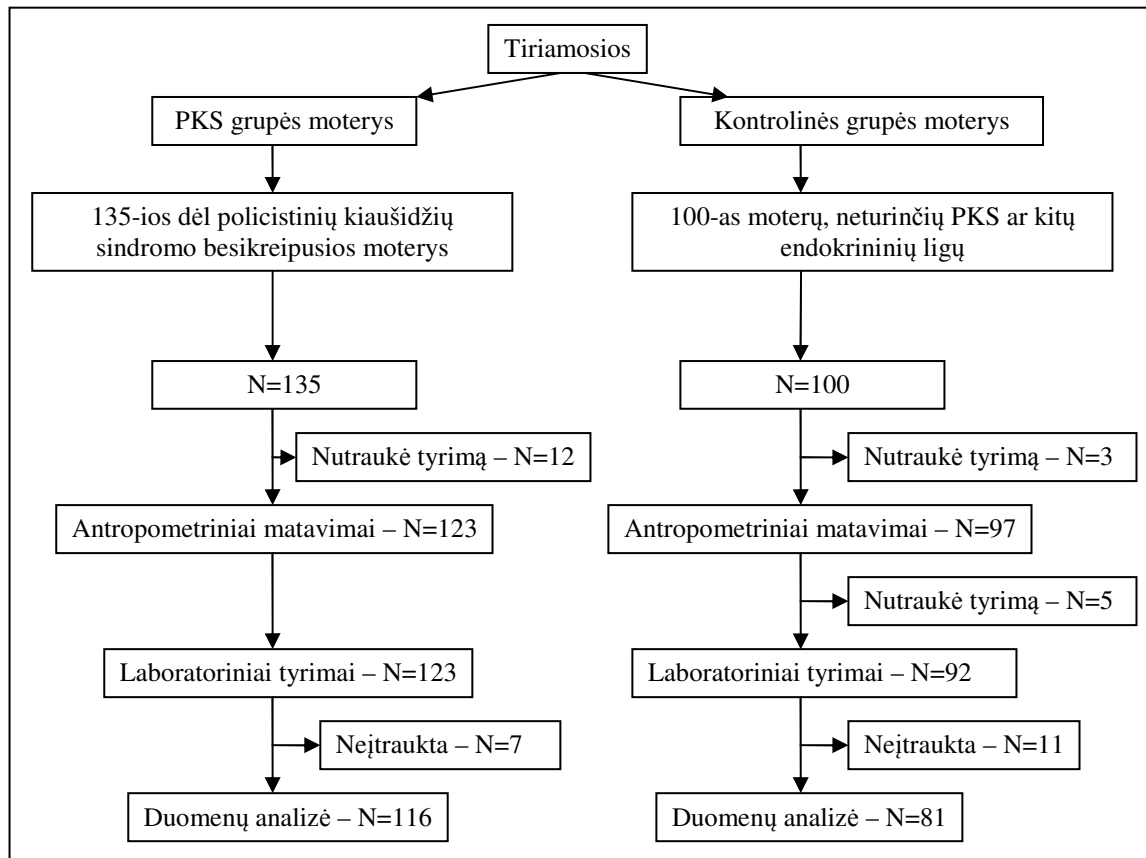 Tiriamosios
PKS grupės moterys
Kontrolinės grupės moterys
135-ios dėl policistinių kiaušidžių
sindromo besikreipusios moterys
100-as moterų, neturinčių PKS ar kitų
endokrininių ligų
N=135
N=100
Nutraukė tyrimą – N=12
Nutraukė tyrimą – N=3
Antropometriniai matavimai – N=123
Antropometriniai matavimai – N=97
Nutraukė tyrimą – N=5
Laboratoriniai tyrimai – N=123
Laboratoriniai tyrimai – N=92
Neįtraukta – N=7
Neįtraukta – N=11
Duomenų analizė – N=116
Duomenų analizė – N=81